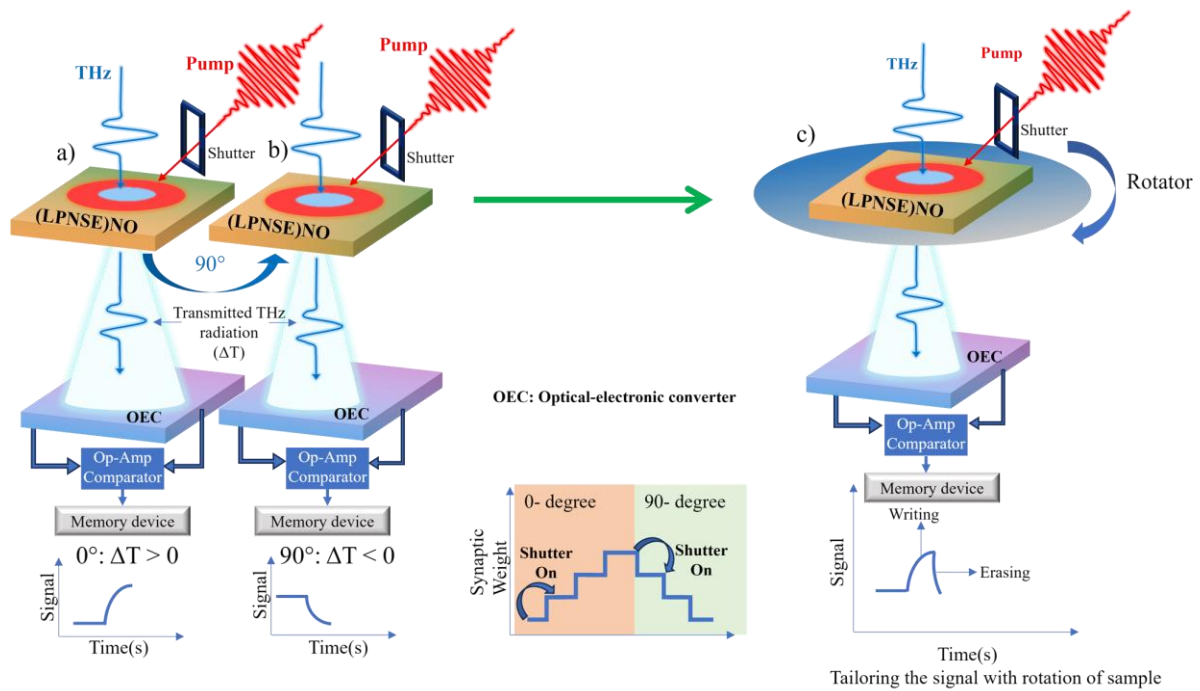 THz
Pump
Shutter
a)
(LPNSE)NO
Pump
Shutter
b)
(LPNSE)NO
90°
Transmitted THz
radiation
(ΔT)
OEC
OEC
Op-Amp
Comparator
Op-Amp
Comparator
Memory device
Memory device
0°: ΔT > 0
90°: ΔT < 0
Signal
Time(s)
Signal
Time(s)
OEC: Optical-electronic converter
0- degree
90- degree
Synaptic
Weight
Shutter
On
Shutter
On
THz
Pump
Shutter
c)
(LPNSE)NO
Rotator
OEC
Op-Amp
Comparator
Memory device
Writing
Signal
Erasing
Time(s)
Tailoring the signal with rotation of sample